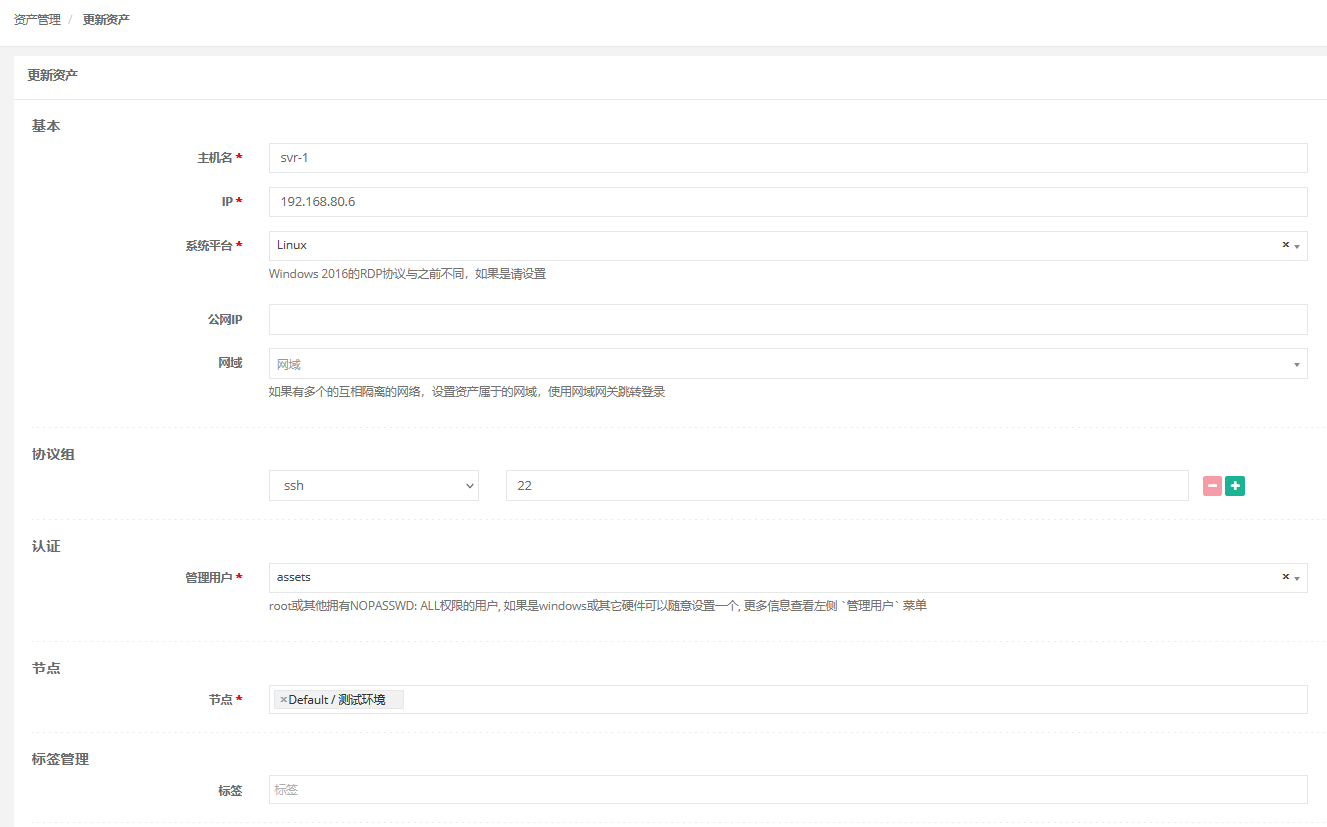 资产管理 / 更新资产
更新资产
基本
主机名 * svr-1
IP * 192.168.80.6
系统平台 * Linux × ▾
Windows 2016的RDP协议与之前不同，如果是请设置
公网IP
网域 网域
如果有多个的互相隔离的网络，设置资产属于的网域，使用网域网关跳转登录
协议组
ssh 22
认证
管理用户 * assets ×
root或其他拥有NOPASSWD: ALL权限的用户, 如果是windows或其它硬件可以随意设置一个, 更多信息查看左侧 `管理用户` 菜单
节点
节点 * ×Default / 测试环境
标签管理
标签 标签